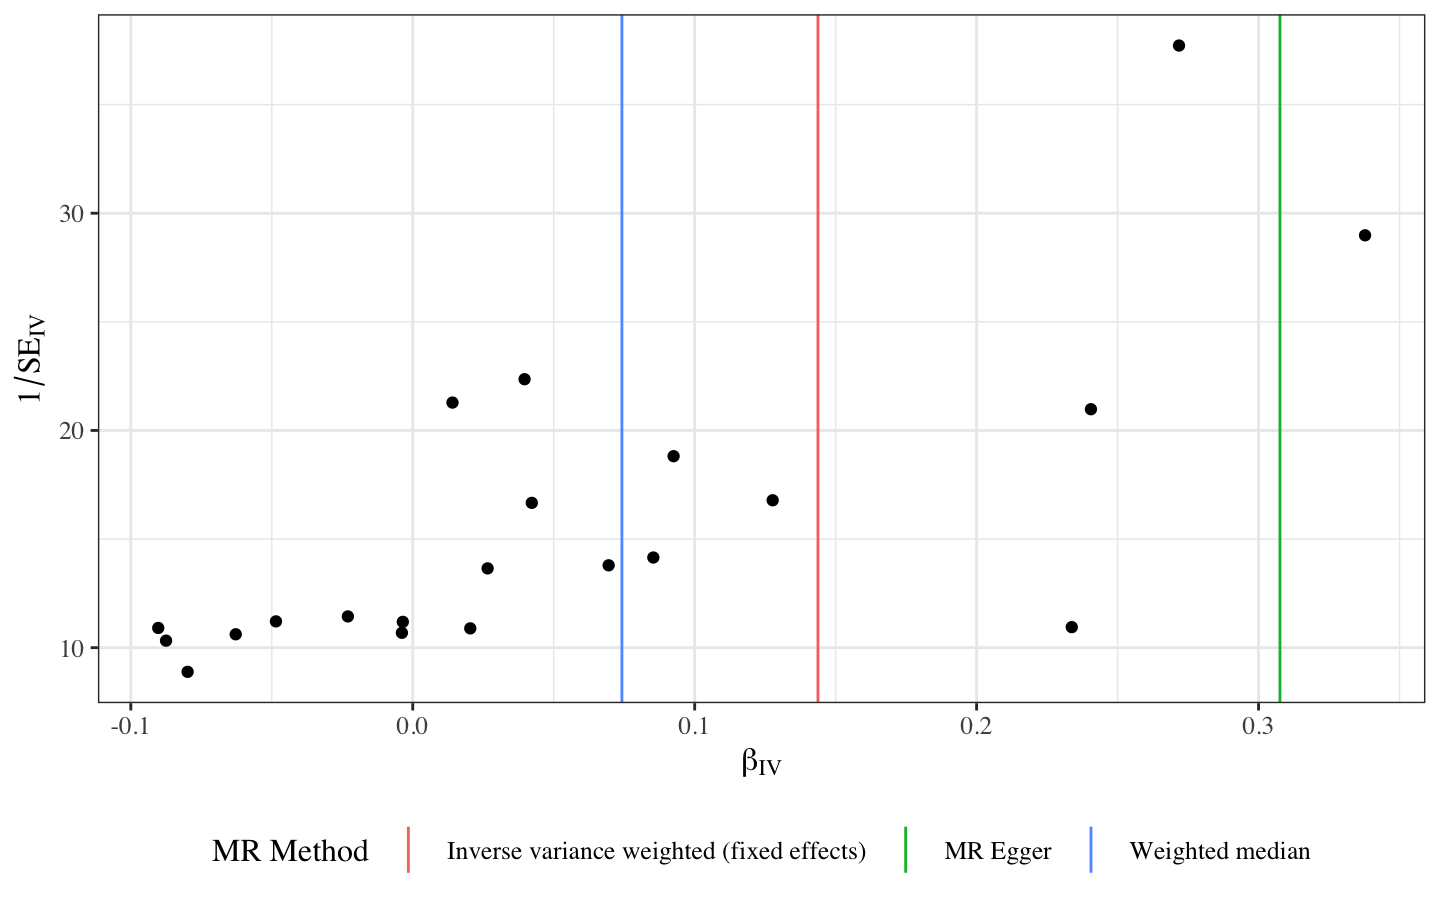 30
20
10
1/SE_IV
-0.1 0.0 0.1 0.2 0.3
β_IV
MR Method Inverse variance weighted (fixed effects) MR Egger Weighted median